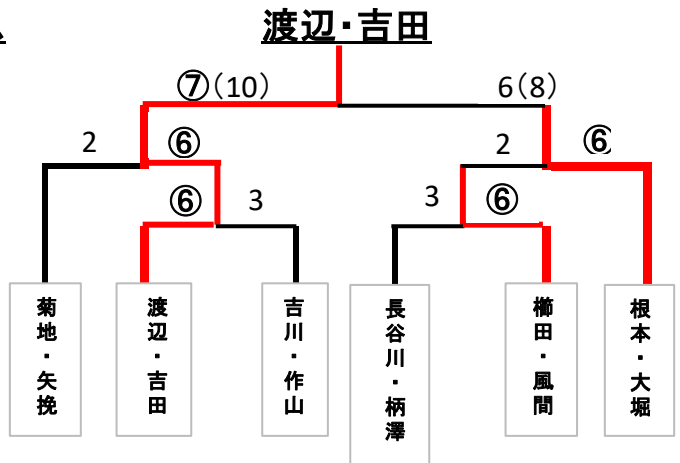 渡辺・吉田
⑦(10)
6(8)
2
⑥
2
⑥
⑥
3
3
⑥
菊地・矢挽
渡辺・吉田
吉川・作山
長谷川・柄澤
櫛田・風間
根本・大堀